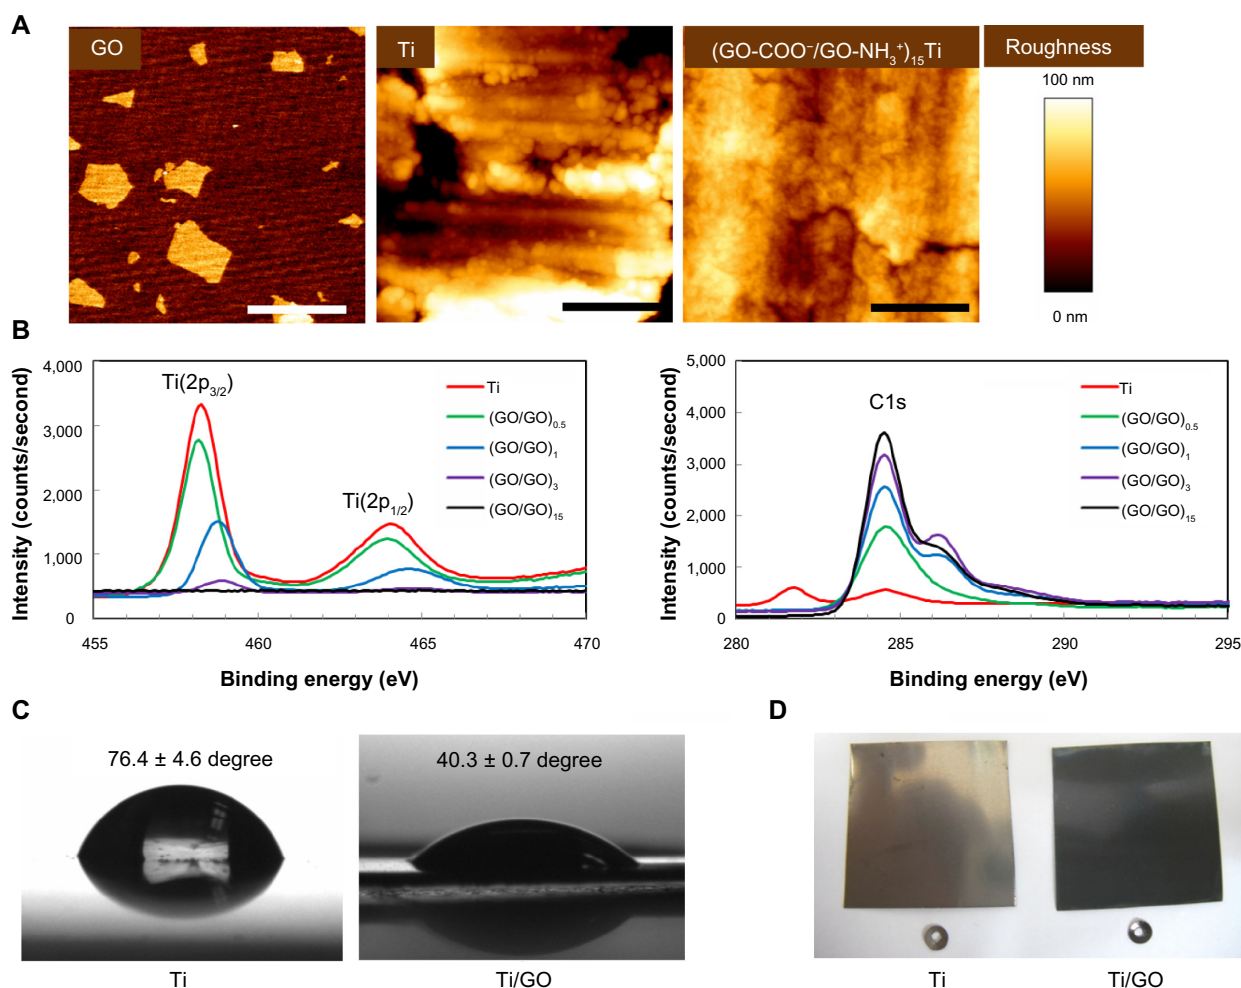 A
GO
Ti
(GO-COO⁻/GO-NH₃⁺)₁₅Ti
Roughness
100 nm
0 nm
B
Intensity (counts/second)
4,000
3,000
2,000
1,000
0
Ti(2p₃/₂)
Ti(2p₁/₂)
Ti
(GO/GO)₀.₅
(GO/GO)₁
(GO/GO)₃
(GO/GO)₁₅
455
460
465
470
Binding energy (eV)
Intensity (counts/second)
5,000
4,000
3,000
2,000
1,000
0
C1s
Ti
(GO/GO)₀.₅
(GO/GO)₁
(GO/GO)₃
(GO/GO)₁₅
280
285
290
295
Binding energy (eV)
C
76.4 ± 4.6 degree
Ti
40.3 ± 0.7 degree
Ti/GO
D
Ti
Ti/GO